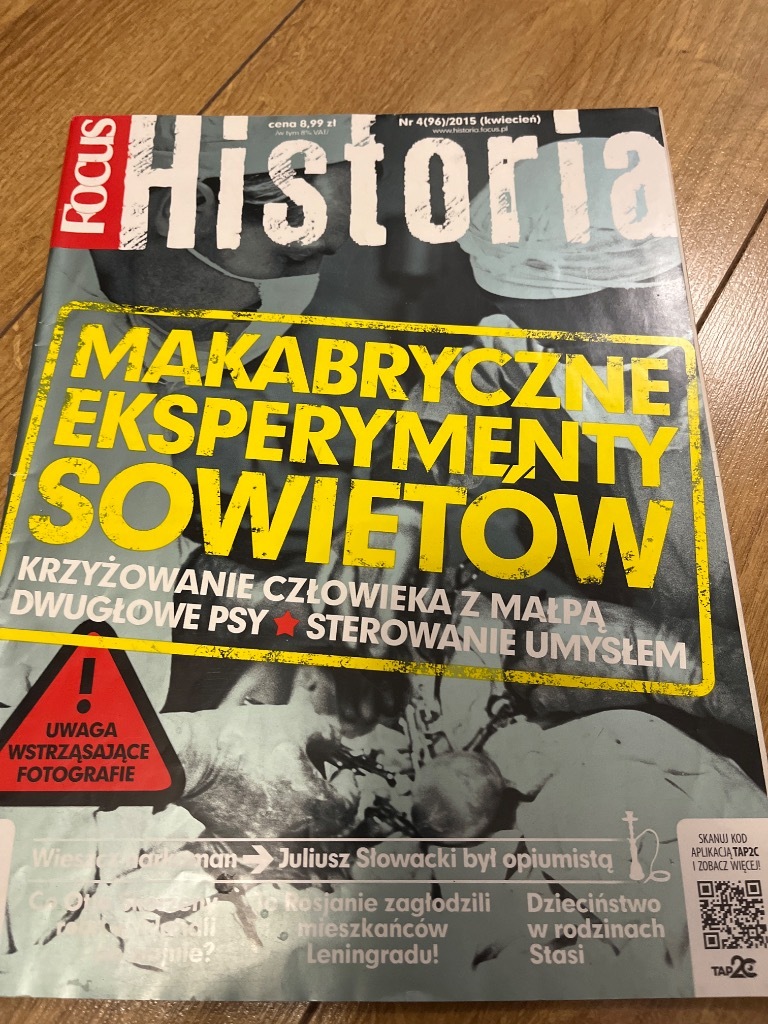 Focus
cena 8,99 zł
/w tym 8% VAT/
Nr 4(96)/2015 (kwiecień)
www.historia.focus.pl
Historia
MAKABRYCZNE
EKSPERYMENTY
SOWIETÓW
KRZYŻOWANIE CZŁOWIEKA Z MAŁPĄ
DWUGŁOWE PSY ★ STEROWANIE UMYSŁEM
!
UWAGA
WSTRZĄSAJĄCE
FOTOGRAFIE
Wieszcz narkoman → Juliusz Słowacki był opiumistą
Rosjanie zagłodzili
mieszkańców
Leningradu!
Dzieciństwo
w rodzinach
Stasi
SKANUJ KOD
APLIKACJĄ TAP2C
I ZOBACZ WIĘCEJ!
TAP2C